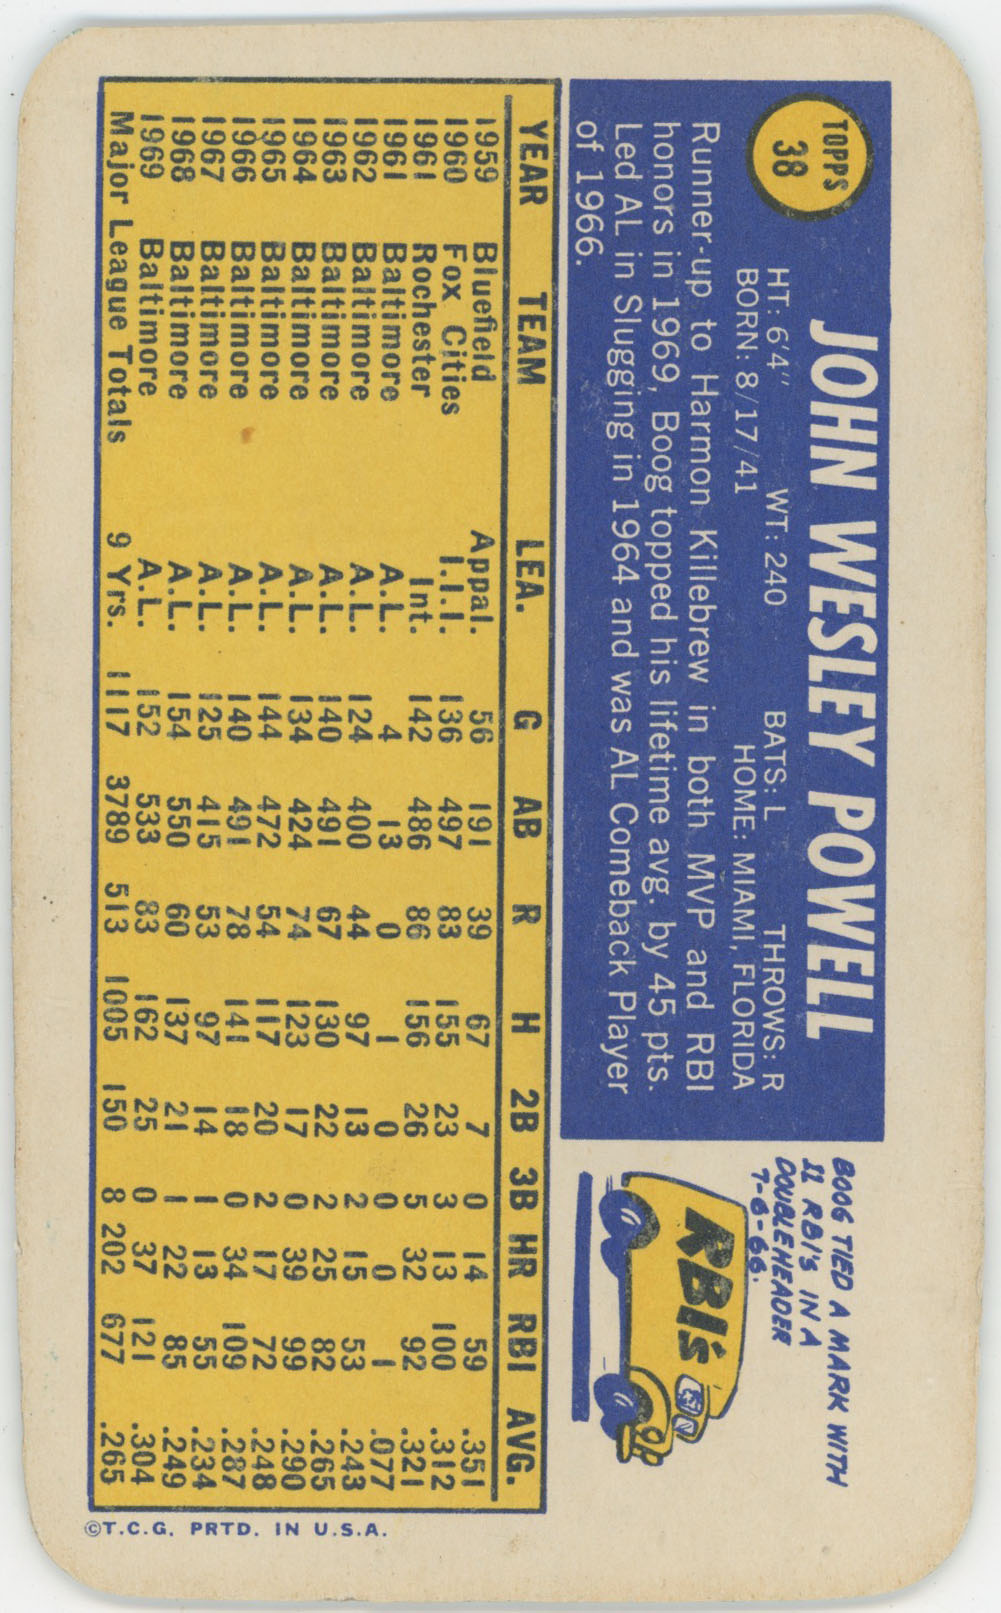 TOPPS
38
JOHN WESLEY POWELL
HT: 6'4" WT: 240 BATS: L THROWS: R
BORN: 8/17/41 HOME: MIAMI, FLORIDA
Runner-up to Harmon Killebrew in both MVP and RBI
honors in 1969, Boog topped his lifetime avg. by 45 pts.
Led AL in Slugging in 1964 and was AL Comeback Player
of 1966.
BOOG TIED A MARK WITH
11 RBI'S IN A
DOUBLEHEADER
7-6-66.
RBI's
YEAR TEAM LEA. G AB R H 2B 3B HR RBI AVG.
1959 Bluefield Appal. 56 191 39 67 7 0 14 59 .351
1960 Fox Cities I.I.I. 136 497 83 155 23 3 13 100 .312
1961 Rochester Int. 142 486 86 156 26 5 32 92 .321
1961 Baltimore A.L. 4 13 0 1 0 0 0 1 .077
1962 Baltimore A.L. 124 400 44 97 13 2 15 53 .243
1963 Baltimore A.L. 140 491 67 130 22 2 25 82 .265
1964 Baltimore A.L. 134 424 74 123 17 0 39 99 .290
1965 Baltimore A.L. 144 472 54 117 20 2 17 72 .248
1966 Baltimore A.L. 140 491 78 141 18 0 34 109 .287
1967 Baltimore A.L. 125 415 53 97 14 1 13 55 .234
1968 Baltimore A.L. 154 550 60 137 21 1 22 85 .249
1969 Baltimore A.L. 152 533 83 162 25 0 37 121 .304
Major League Totals 9 Yrs. 1117 3789 513 1005 150 8 202 677 .265
©T.C.G. PRTD. IN U.S.A.